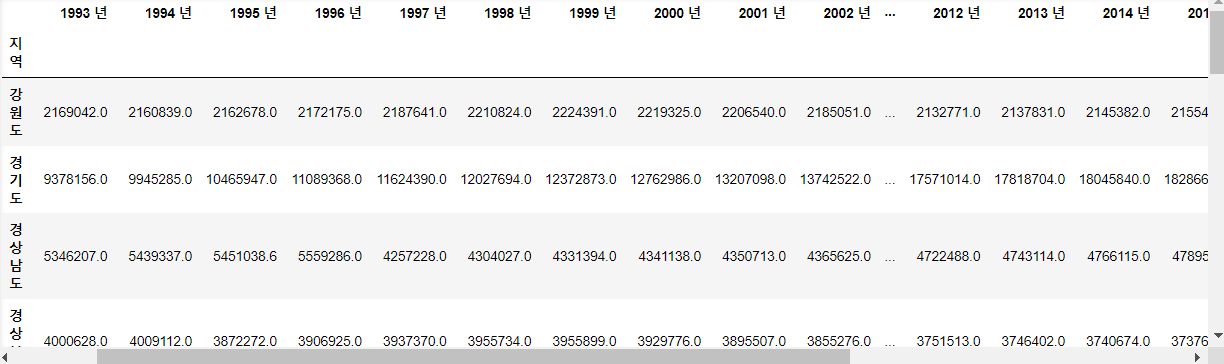 1993 년 1994 년 1995 년 1996 년 1997 년 1998 년 1999 년 2000 년 2001 년 2002 년 ... 2012 년 2013 년 2014 년
지역
강원도 2169042.0 2160839.0 2162678.0 2172175.0 2187641.0 2210824.0 2224391.0 2219325.0 2206540.0 2185051.0 ... 2132771.0 2137831.0 2145382.0 21554
경기도 9378156.0 9945285.0 10465947.0 11089368.0 11624390.0 12027694.0 12372873.0 12762986.0 13207098.0 13742522.0 ... 17571014.0 17818704.0 18045840.0 182866
경상남도 5346207.0 5439337.0 5451038.6 5559286.0 4257228.0 4304027.0 4331394.0 4341138.0 4350713.0 4365625.0 ... 4722488.0 4743114.0 4766115.0 47895
경상 4000628.0 4009112.0 3872272.0 3906925.0 3937370.0 3955734.0 3955899.0 3929776.0 3895507.0 3855276.0 ... 3751513.0 3746402.0 3740674.0 37376